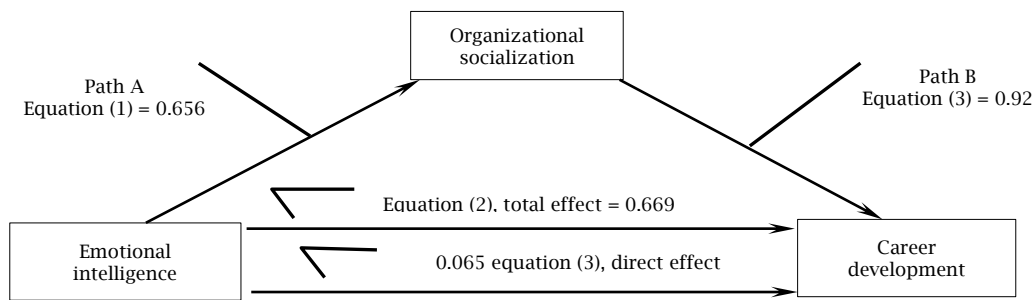 Organizational
socialization
Path A
Equation (1) = 0.656
Path B
Equation (3) = 0.92
Equation (2), total effect = 0.669
Emotional
intelligence
0.065 equation (3), direct effect
Career
development